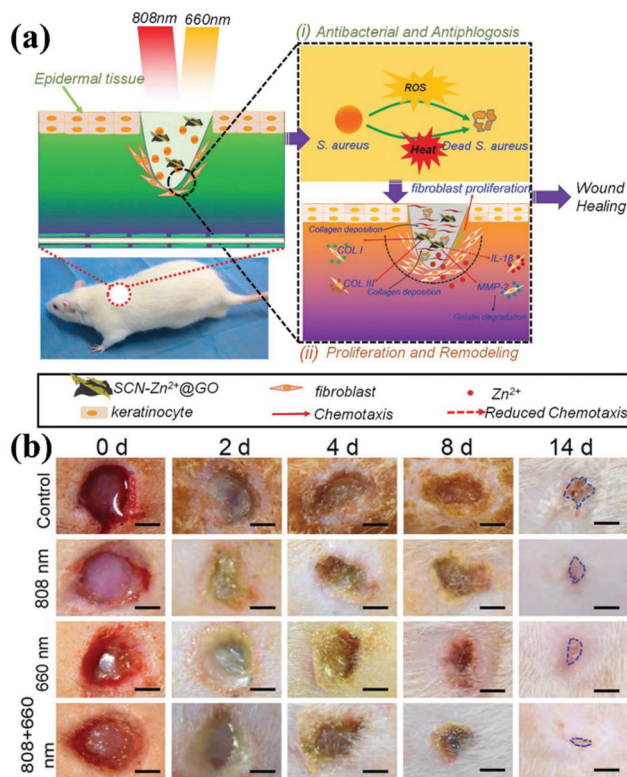 (a)
808nm 660nm
Epidermal tissue
(i) Antibacterial and Antiphlogosis
ROS
S. aureus
Heat
Dead S. aureus
fibroblast proliferation
Wound
Healing
Collagen deposition
COL I
IL-1β
COL III
MMP-2
Collagen deposition
Gelatin degradation
(ii) Proliferation and Remodeling
SCN-Zn²⁺@GO
fibroblast
Zn²⁺
keratinocyte
Chemotaxis
Reduced Chemotaxis
(b)
0 d 2 d 4 d 8 d 14 d
Control
808 nm
660 nm
808+660
nm